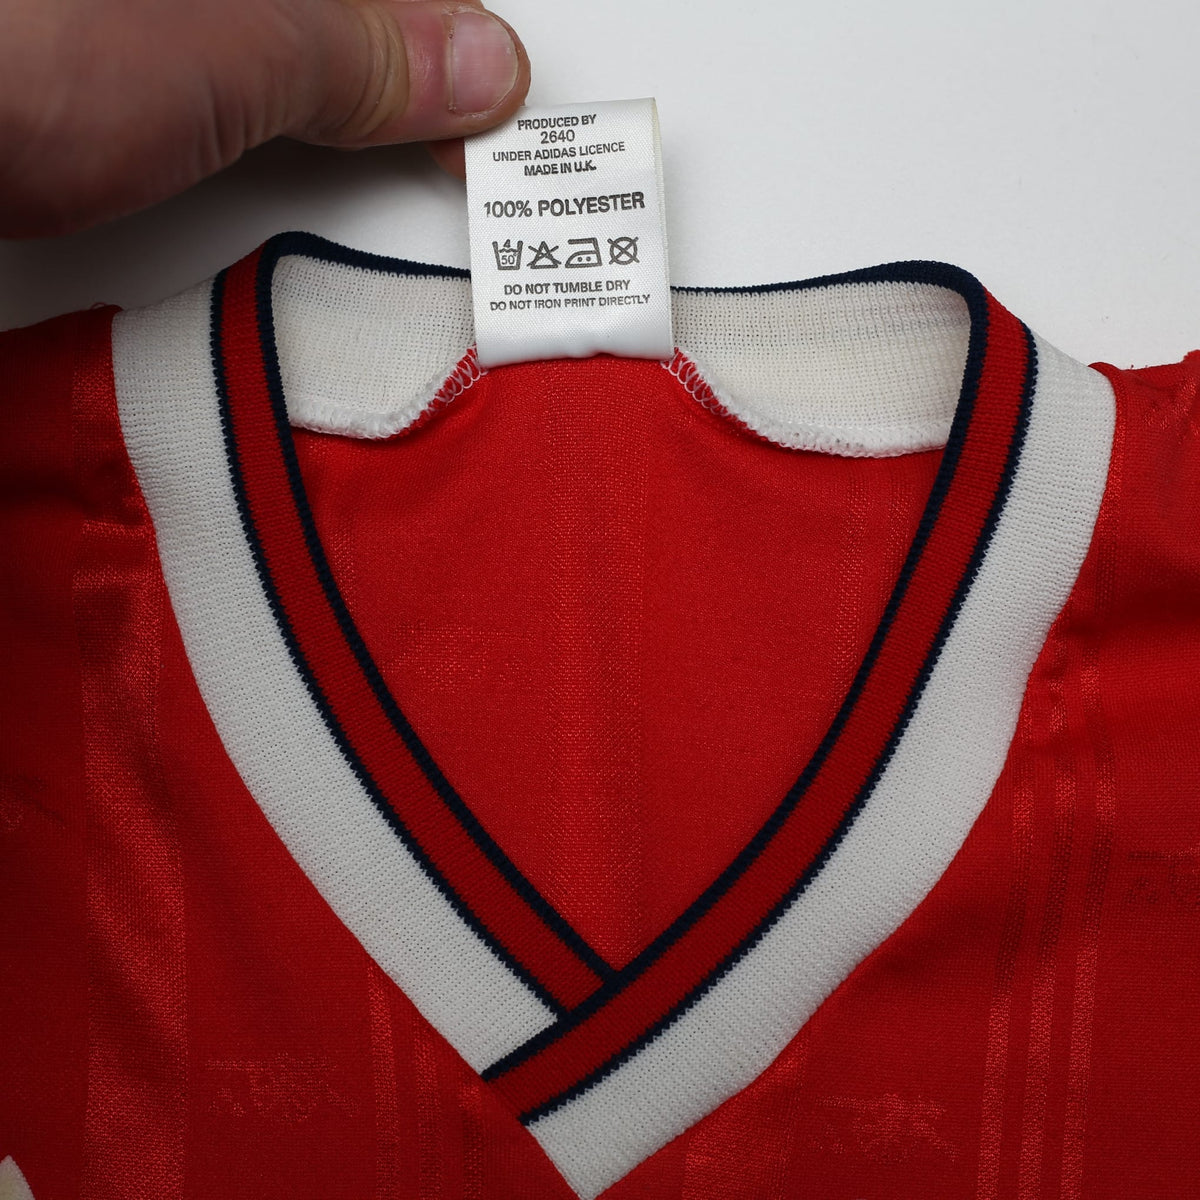 PRODUCED BY
2640
UNDER ADIDAS LICENCE
MADE IN U.K.
100% POLYESTER
50
DO NOT TUMBLE DRY
DO NOT IRON PRINT DIRECTLY